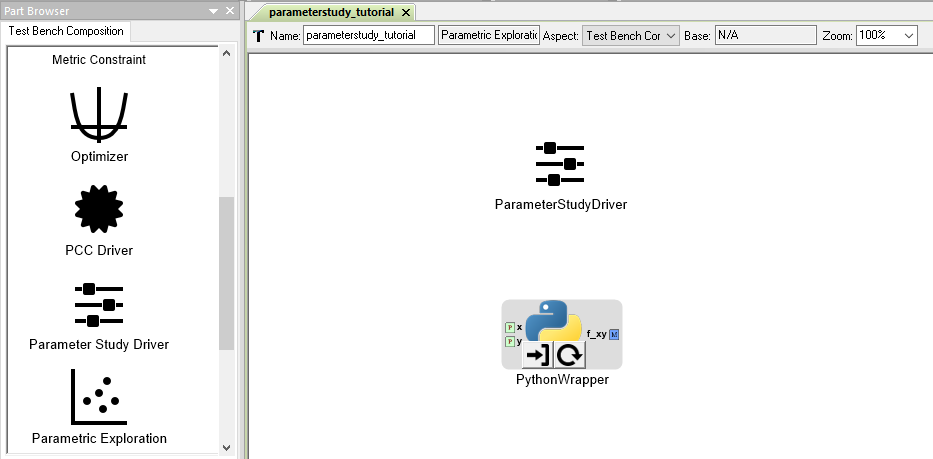 Part Browser
Test Bench Composition
Metric Constraint
Optimizer
PCC Driver
Parameter Study Driver
Parametric Exploration
parameterstudy_tutorial
Name: parameterstudy_tutorial Parametric Exploratic Aspect: Test Bench Cor Base: N/A Zoom: 100%
ParameterStudyDriver
P x
P y
f_xy M
PythonWrapper